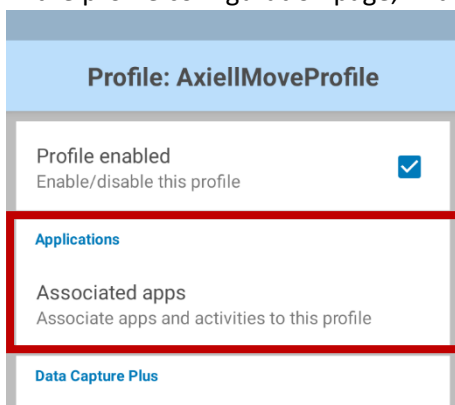 Profile: AxiellMoveProfile
Profile enabled
Enable/disable this profile
Applications
Associated apps
Associate apps and activities to this profile
Data Capture Plus